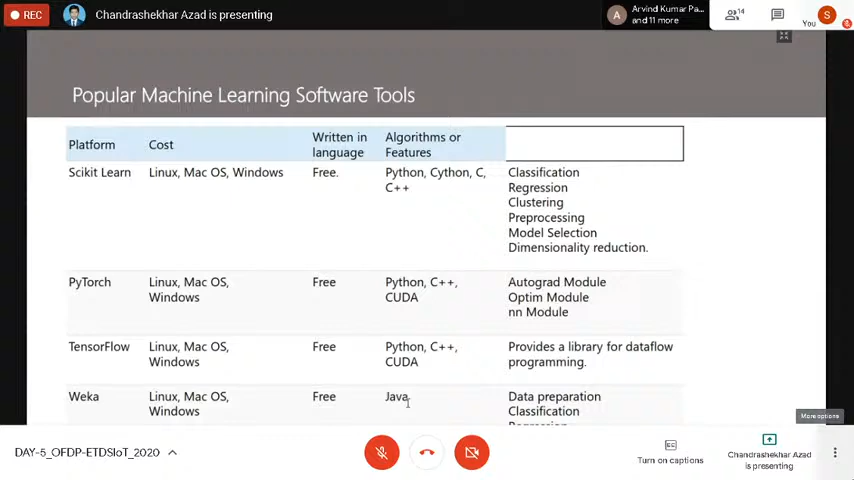 REC
Chandrashekhar Azad is presenting
A
Arvind Kumar Pa...
and 11 more
14
S
You
Popular Machine Learning Software Tools
Platform Cost Written in language Algorithms or Features
Scikit Learn Linux, Mac OS, Windows Free. Python, Cython, C, C++ Classification
Regression
Clustering
Preprocessing
Model Selection
Dimensionality reduction.
PyTorch Linux, Mac OS, Windows Free Python, C++, CUDA Autograd Module
Optim Module
nn Module
TensorFlow Linux, Mac OS, Windows Free Python, C++, CUDA Provides a library for dataflow programming.
Weka Linux, Mac OS, Windows Free Java Data preparation
Classification
More options
DAY-5_OFDP-ETDSIoT_2020
Turn on captions
Chandrashekhar Azad
is presenting